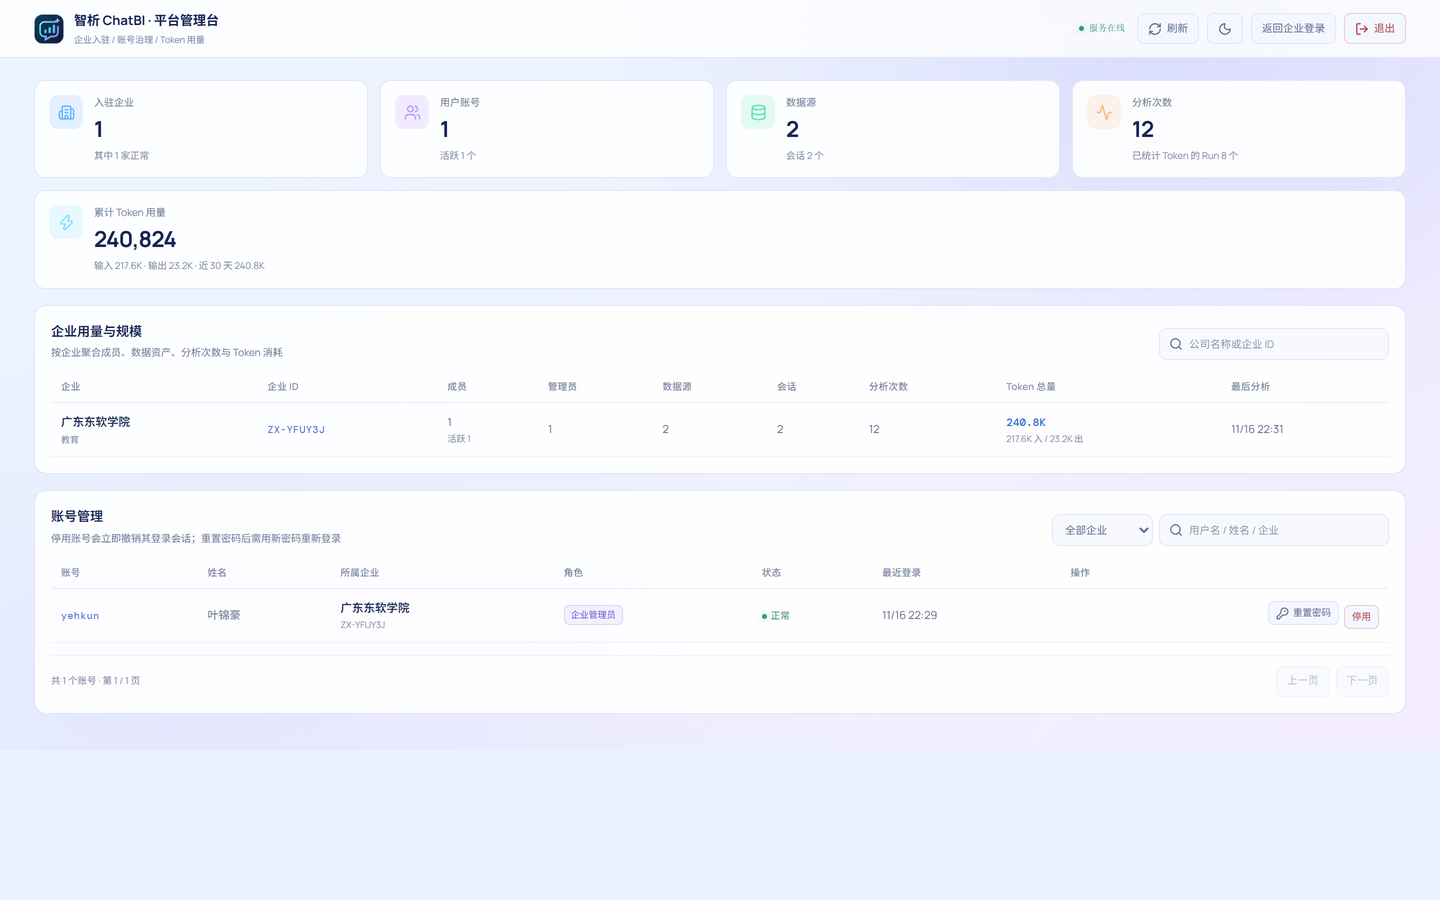 智析 ChatBI · 平台管理台
企业入驻 / 账号治理 / Token 用量
服务在线
刷新
返回企业登录
退出
入驻企业
1
其中 1 家正常
用户账号
1
活跃 1 个
数据源
2
会话 2 个
分析次数
12
已统计 Token 的 Run 8 个
累计 Token 用量
240,824
输入 217.6K · 输出 23.2K · 近 30 天 240.8K
企业用量与规模
按企业聚合成员、数据资产、分析次数与 Token 消耗
公司名称或企业 ID
企业 企业 ID 成员 管理员 数据源 会话 分析次数 Token 总量 最后分析
广东东软学院 ZX-YFUY3J 1 1 2 2 12 240.8K 11/16 22:31
教育 活跃 1 217.6K 入 / 23.2K 出
账号管理
停用账号会立即撤销其登录会话；重置密码后需用新密码重新登录
全部企业
用户名 / 姓名 / 企业
账号 姓名 所属企业 角色 状态 最近登录 操作
yehkun 叶锦豪 广东东软学院 企业管理员 正常 11/16 22:29 重置密码 停用
ZX-YFUY3J
共 1 个账号 · 第 1 / 1 页
上一页
下一页